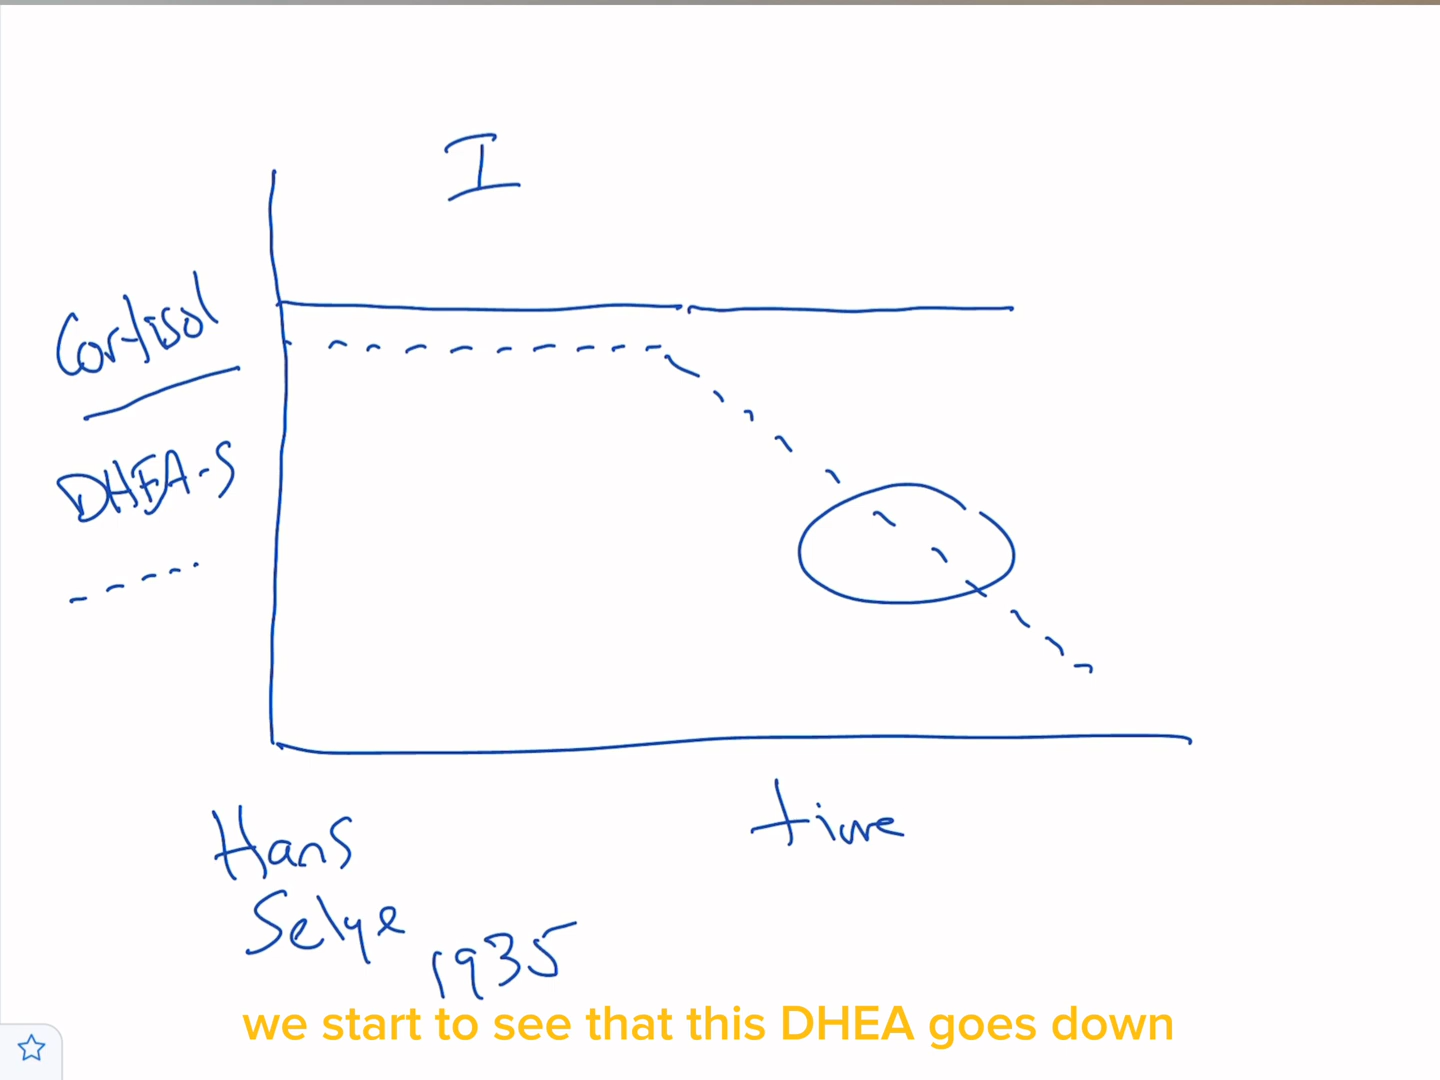 I
Cortisol
DHEA-S
time
Hans
Selye
1935
we start to see that this DHEA goes down